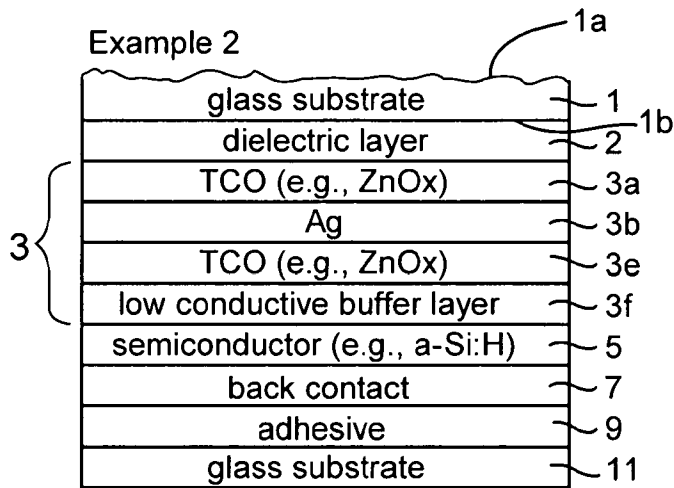 Example 2
1a
glass substrate 1
1b
dielectric layer 2
TCO (e.g., ZnOx) 3a
Ag 3b
3
TCO (e.g., ZnOx) 3e
low conductive buffer layer 3f
semiconductor (e.g., a-Si:H) 5
back contact 7
adhesive 9
glass substrate 11